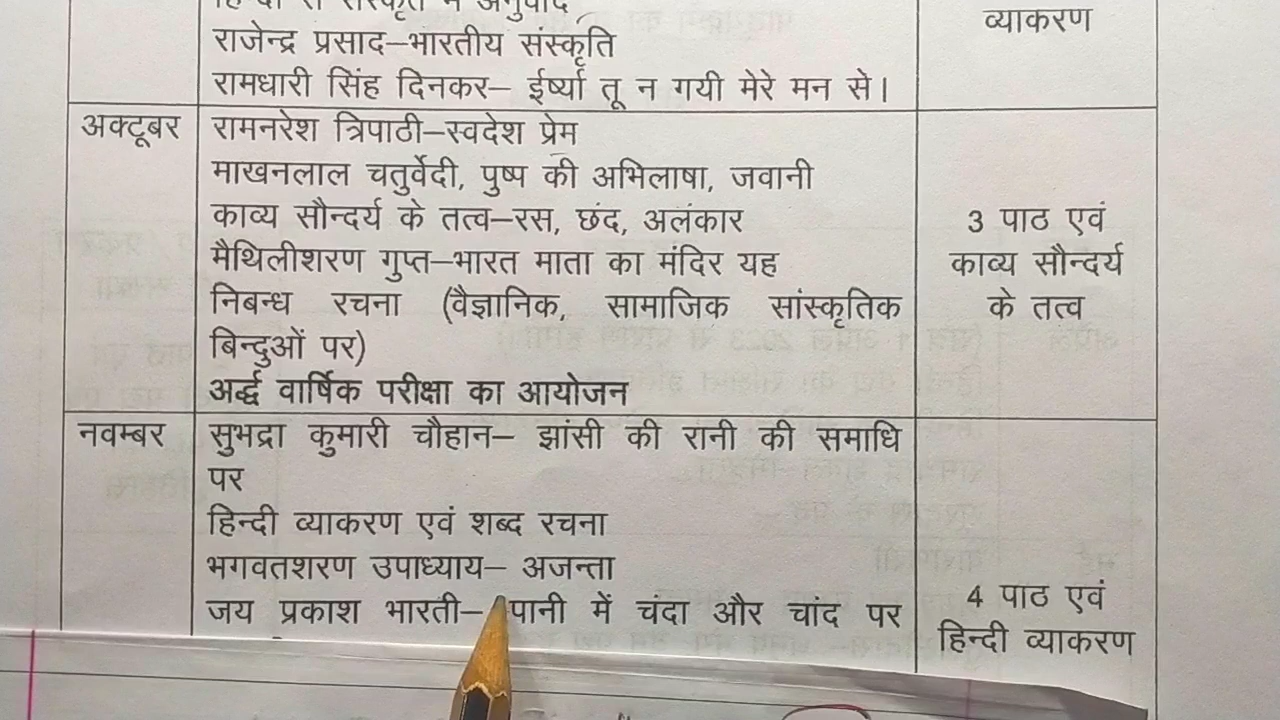 हिन्दी से संस्कृत में अनुवाद
व्याकरण
राजेन्द्र प्रसाद–भारतीय संस्कृति
रामधारी सिंह दिनकर– ईर्ष्या तू न गयी मेरे मन से।
अक्टूबर
रामनरेश त्रिपाठी–स्वदेश प्रेम
माखनलाल चतुर्वेदी, पुष्प की अभिलाषा, जवानी
काव्य सौन्दर्य के तत्व–रस, छंद, अलंकार
मैथिलीशरण गुप्त–भारत माता का मंदिर यह
निबन्ध रचना (वैज्ञानिक, सामाजिक सांस्कृतिक
बिन्दुओं पर)
अर्द्ध वार्षिक परीक्षा का आयोजन
3 पाठ एवं
काव्य सौन्दर्य
के तत्व
नवम्बर
सुभद्रा कुमारी चौहान– झांसी की रानी की समाधि
पर
हिन्दी व्याकरण एवं शब्द रचना
भगवतशरण उपाध्याय– अजन्ता
जय प्रकाश भारती– पानी में चंदा और चांद पर
4 पाठ एवं
हिन्दी व्याकरण